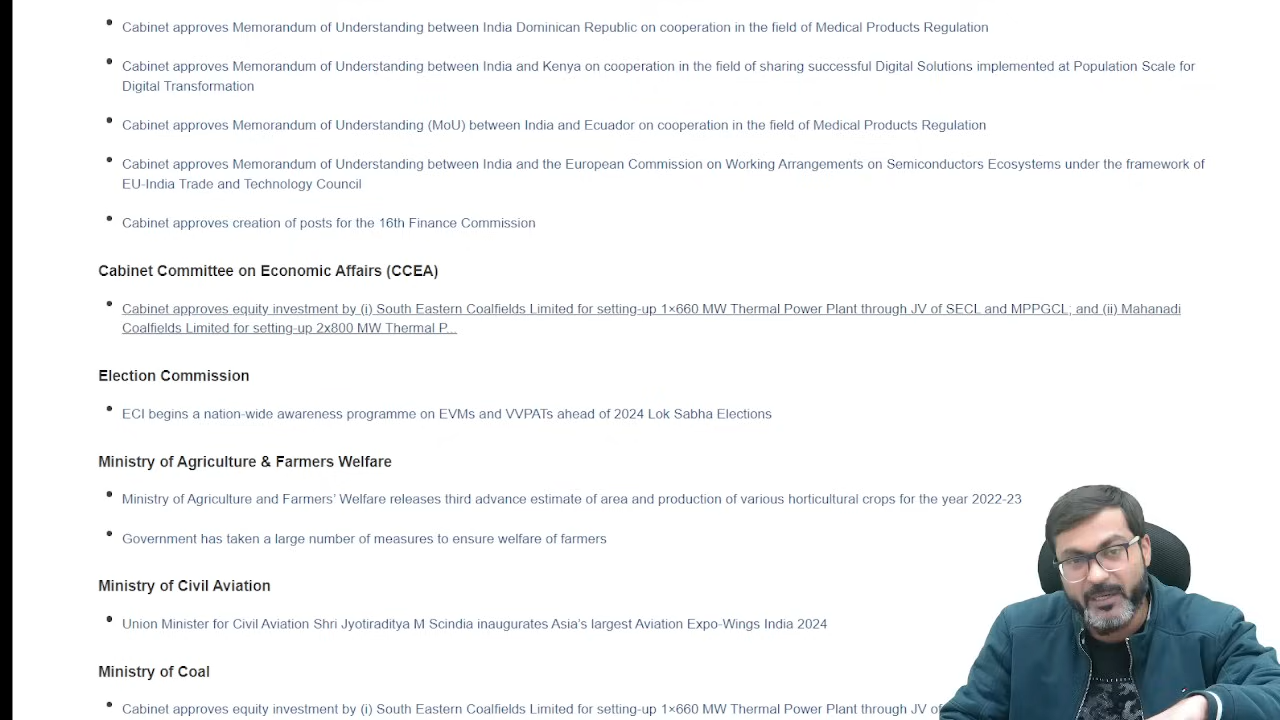 Cabinet approves Memorandum of Understanding between India Dominican Republic on cooperation in the field of Medical Products Regulation
Cabinet approves Memorandum of Understanding between India and Kenya on cooperation in the field of sharing successful Digital Solutions implemented at Population Scale for
Digital Transformation
Cabinet approves Memorandum of Understanding (MoU) between India and Ecuador on cooperation in the field of Medical Products Regulation
Cabinet approves Memorandum of Understanding between India and the European Commission on Working Arrangements on Semiconductors Ecosystems under the framework of
EU-India Trade and Technology Council
Cabinet approves creation of posts for the 16th Finance Commission
Cabinet Committee on Economic Affairs (CCEA)
Cabinet approves equity investment by (i) South Eastern Coalfields Limited for setting-up 1×660 MW Thermal Power Plant through JV of SECL and MPPGCL; and (ii) Mahanadi
Coalfields Limited for setting-up 2x800 MW Thermal P...
Election Commission
ECI begins a nation-wide awareness programme on EVMs and VVPATs ahead of 2024 Lok Sabha Elections
Ministry of Agriculture & Farmers Welfare
Ministry of Agriculture and Farmers' Welfare releases third advance estimate of area and production of various horticultural crops for the year 2022-23
Government has taken a large number of measures to ensure welfare of farmers
Ministry of Civil Aviation
Union Minister for Civil Aviation Shri Jyotiraditya M Scindia inaugurates Asia's largest Aviation Expo-Wings India 2024
Ministry of Coal
Cabinet approves equity investment by (i) South Eastern Coalfields Limited for setting-up 1×660 MW Thermal Power Plant through JV of